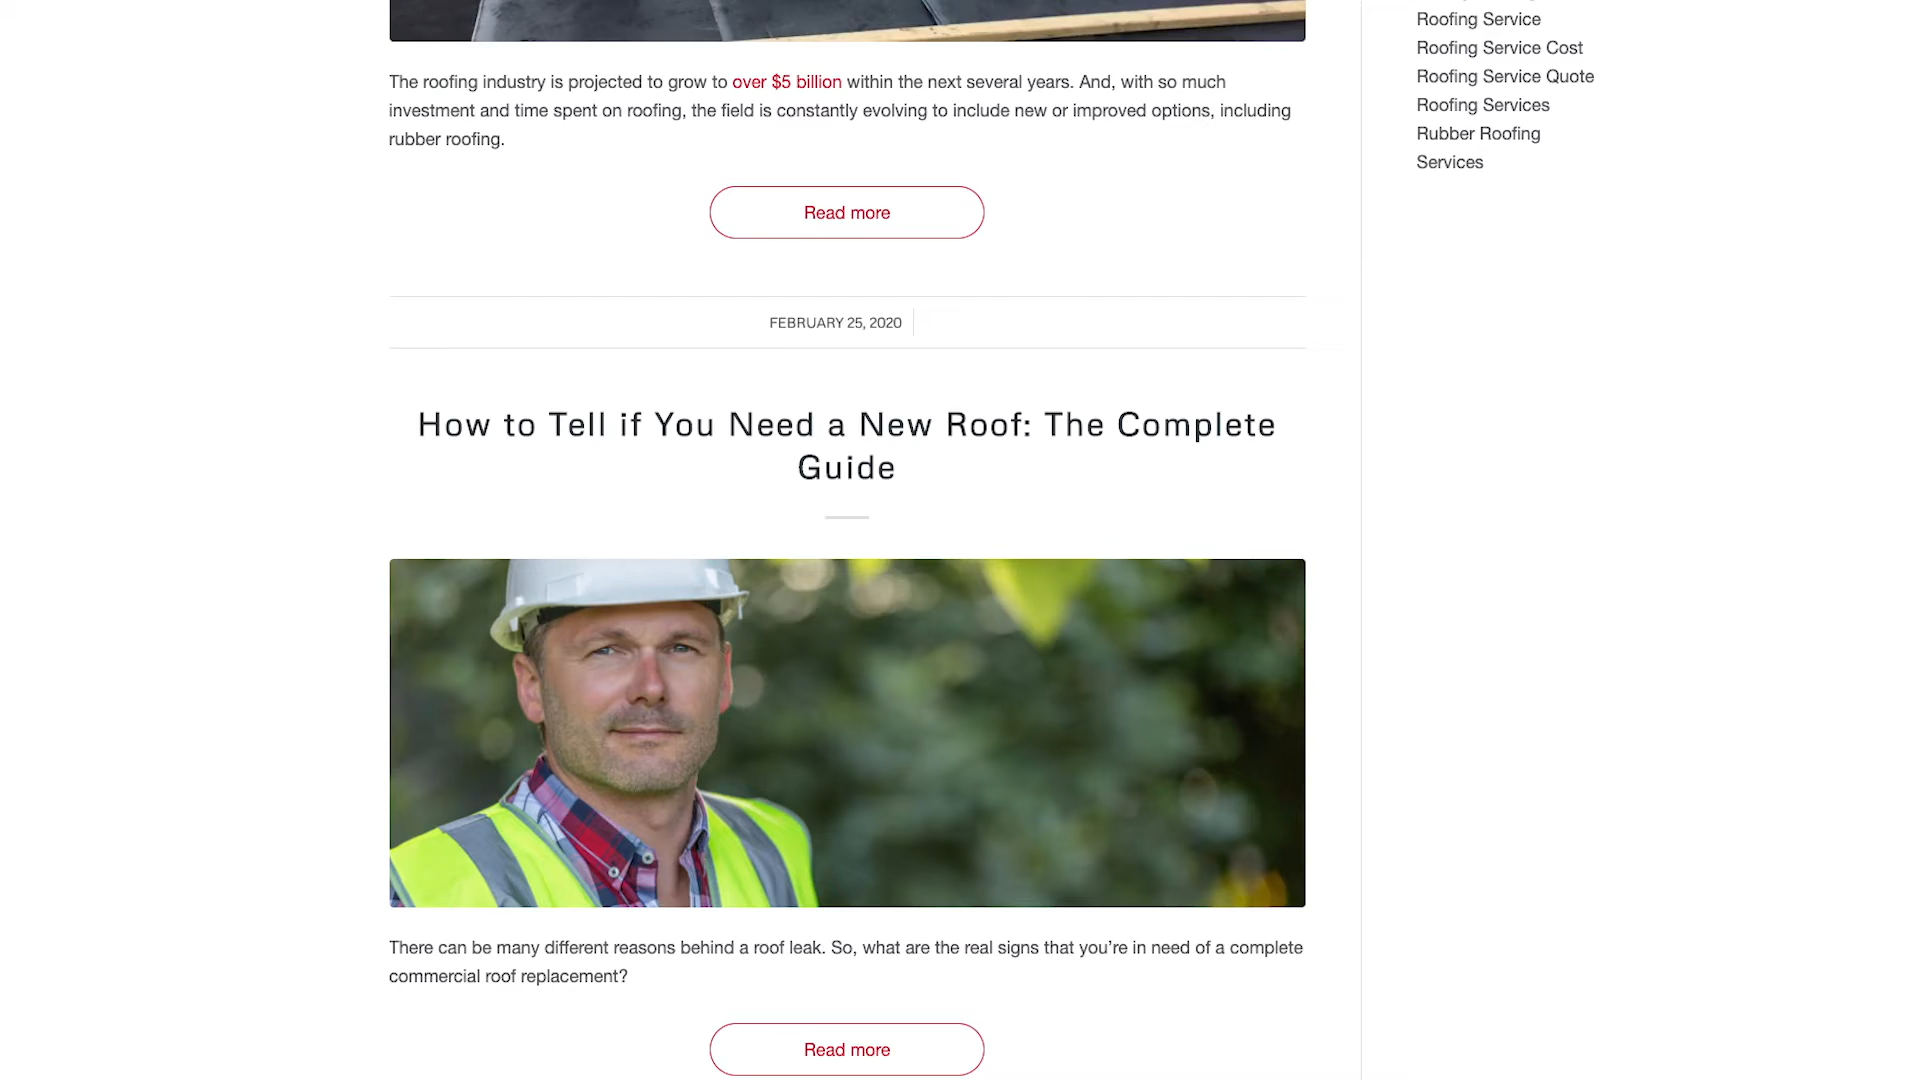 The roofing industry is projected to grow to over $5 billion within the next several years. And, with so much
investment and time spent on roofing, the field is constantly evolving to include new or improved options, including
rubber roofing.
Read more
FEBRUARY 25, 2020
How to Tell if You Need a New Roof: The Complete
Guide
There can be many different reasons behind a roof leak. So, what are the real signs that you’re in need of a complete
commercial roof replacement?
Read more
Roofing Service
Roofing Service Cost
Roofing Service Quote
Roofing Services
Rubber Roofing
Services